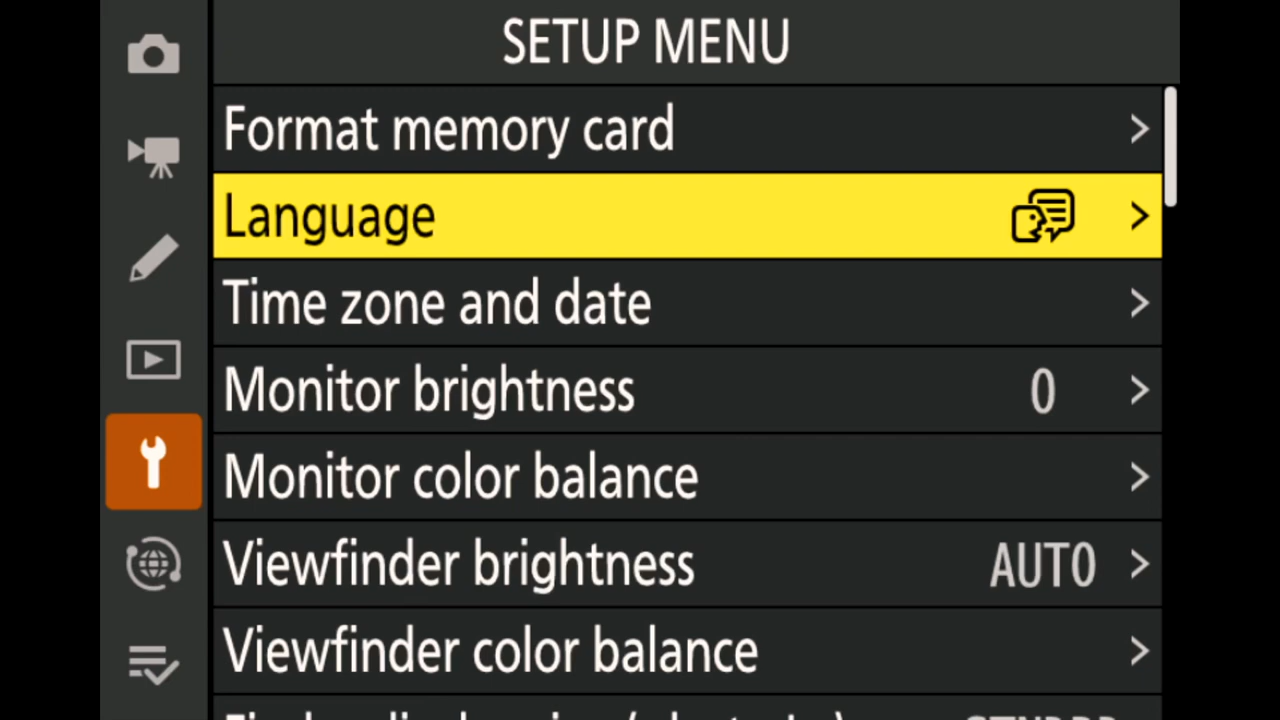 SETUP MENU
Format memory card
Language
Time zone and date
Monitor brightness 0
Monitor color balance
Viewfinder brightness AUTO
Viewfinder color balance